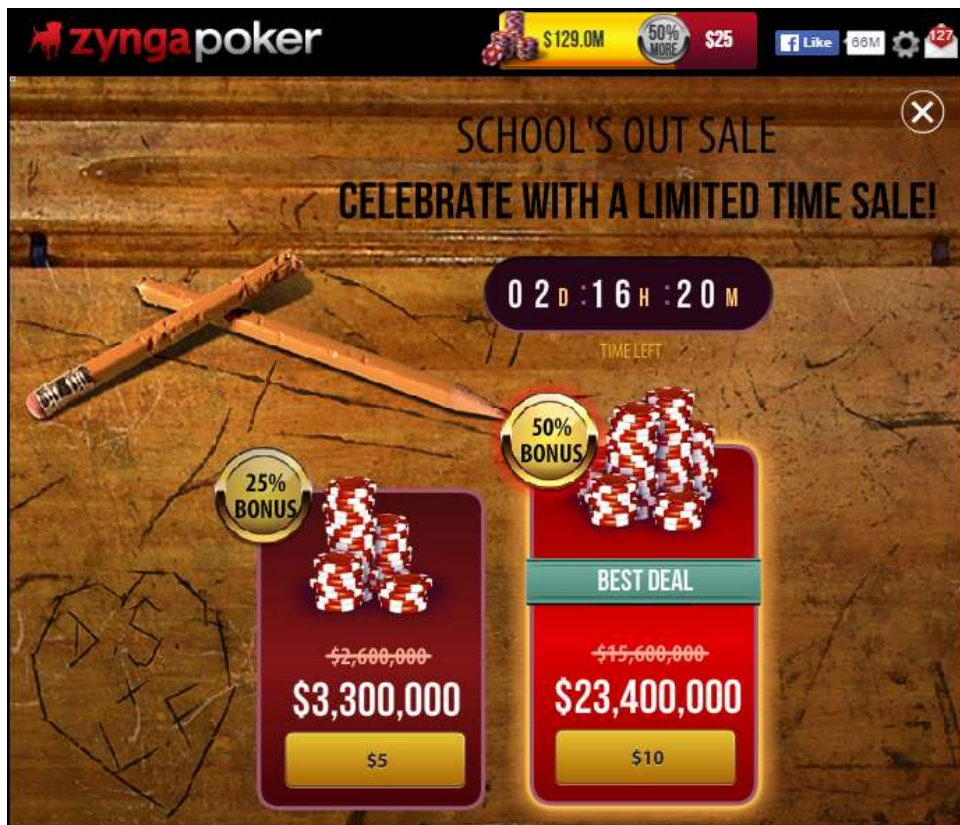 zyngapoker
$129.0M
50%
MORE
$25
Like
66M
127
SCHOOL'S OUT SALE
CELEBRATE WITH A LIMITED TIME SALE!
02D:16H:20M
TIME LEFT
25%
BONUS
50%
BONUS
BEST DEAL
$2,600,000
$3,300,000
$5
$15,600,000
$23,400,000
$10